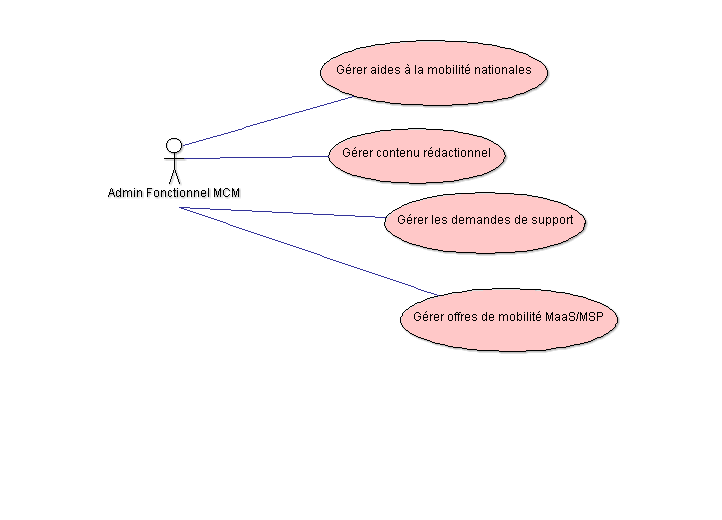 Gérer aides à la mobilité nationales
Gérer contenu rédactionnel
Admin Fonctionnel MCM
Gérer les demandes de support
Gérer offres de mobilité MaaS/MSP